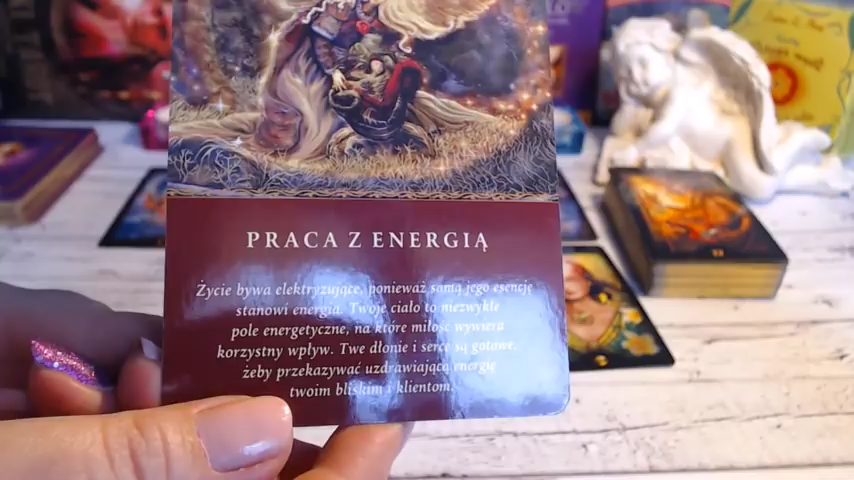 PRACA Z ENERGIĄ
Życie bywa elektryzujące, ponieważ samą jego esencję
stanowi energia. Twoje ciało to niezwykłe
pole energetyczne, na które miłość wywiera
korzystny wpływ. Twe dłonie i serce są gotowe,
żeby przekazywać uzdrawiającą energię
twoim bliskim i klientom.